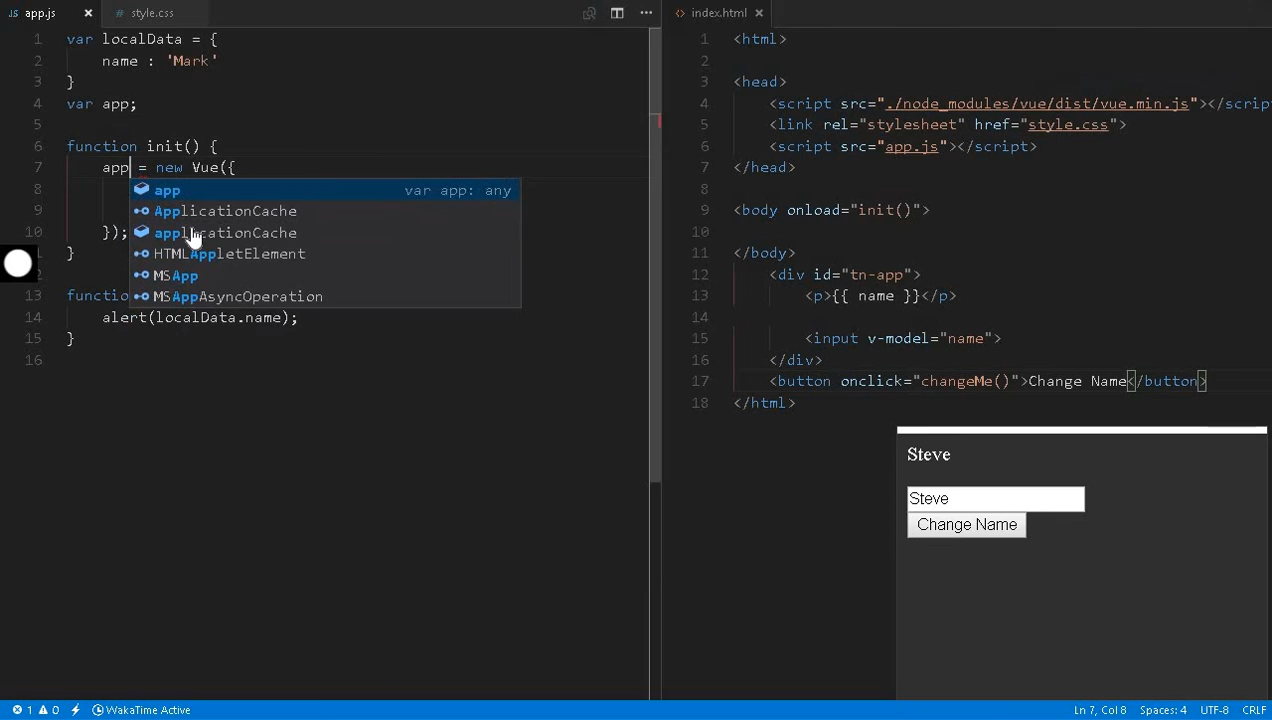 app.js
style.css
1 var localData = {
2 name : 'Mark'
3 }
4 var app;
5
6 function init() {
7 app = new Vue({
8
9
10 });
11 }
13 functio
14 alert(localData.name);
15 }
16
app var app: any
ApplicationCache
applicationCache
HTMLAppletElement
MSApp
MSAppAsyncOperation
index.html
1 <html>
2
3 <head>
4 <script src="./node_modules/vue/dist/vue.min.js"></scrip
5 <link rel="stylesheet" href="style.css">
6 <script src="app.js"></script>
7 </head>
8
9 <body onload="init()">
10
11 </body>
12 <div id="tn-app">
13 <p>{{ name }}</p>
14
15 <input v-model="name">
16 </div>
17 <button onclick="changeMe()">Change Name</button>
18 </html>
Steve
Steve
Change Name
1 0 WakaTime Active
Ln 7, Col 8 Spaces: 4 UTF-8 CRLF